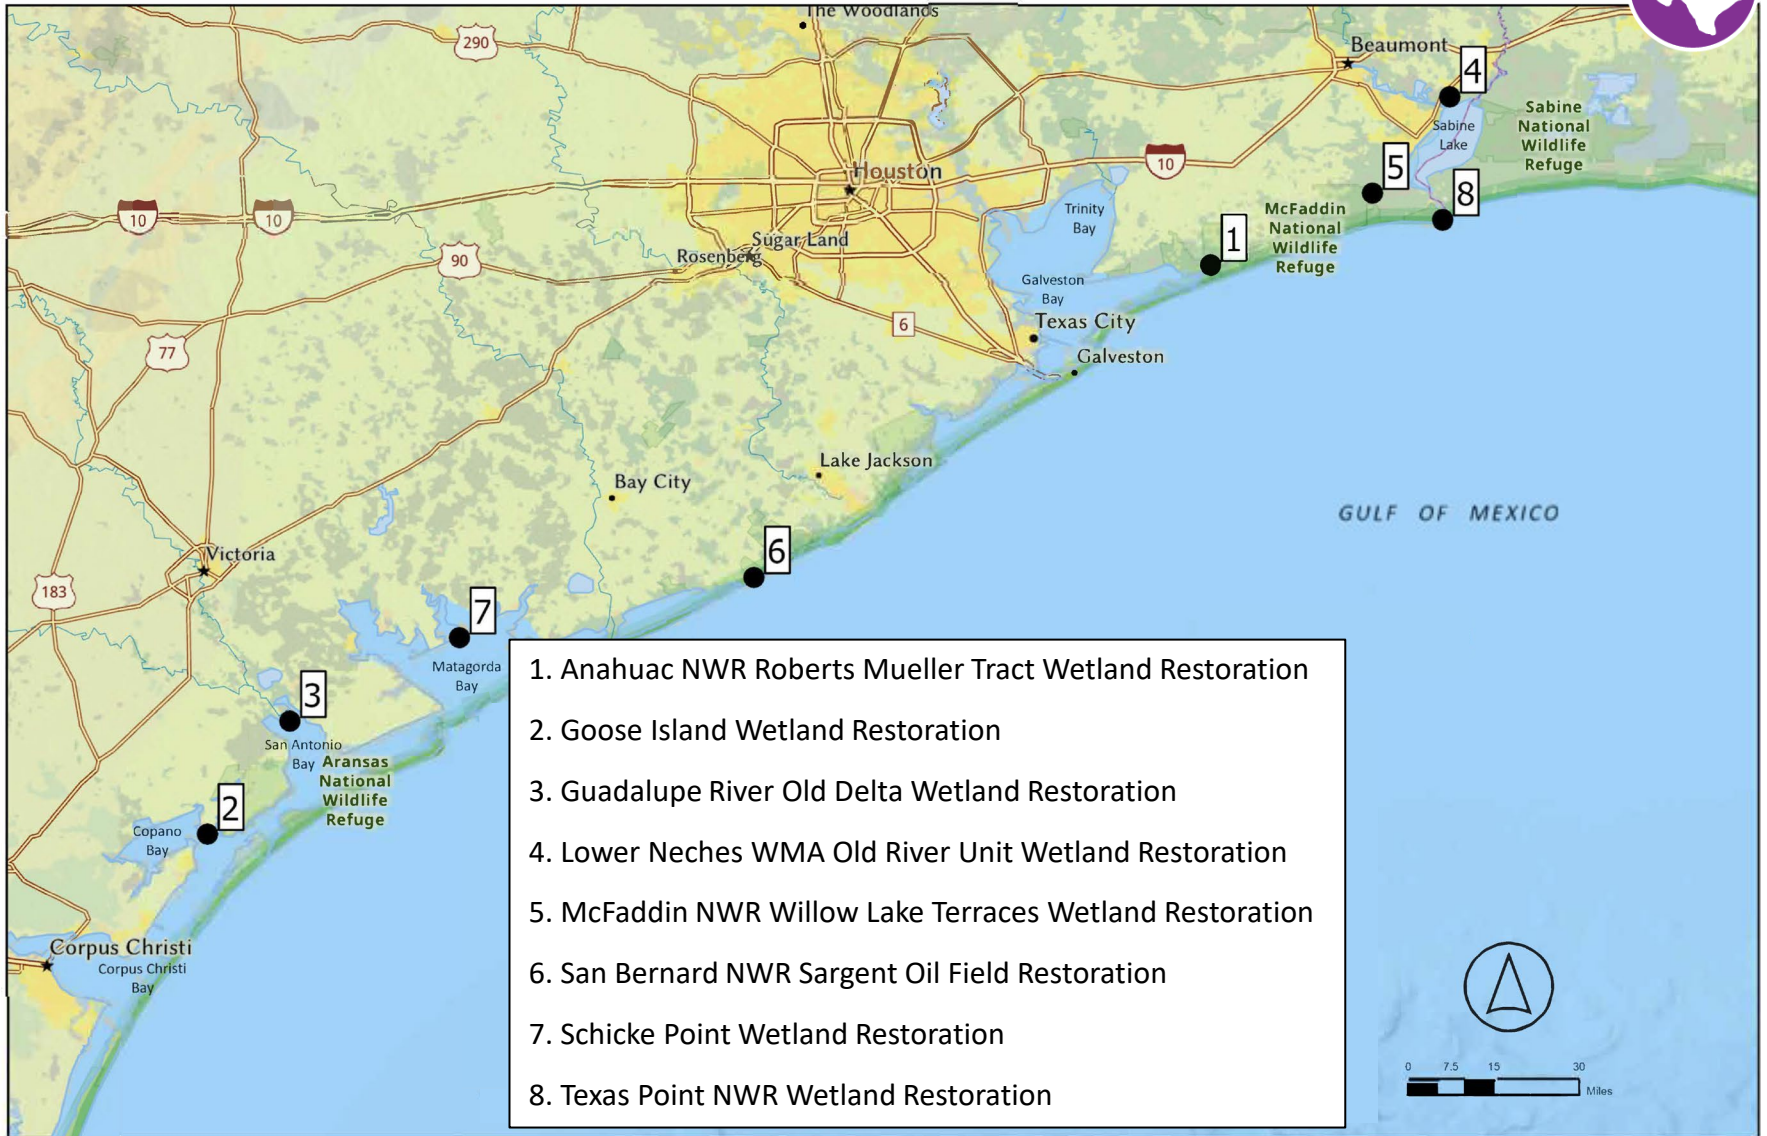 The Woodlands
290
Beaumont
4
Sabine
National
Wildlife
Refuge
Sabine
Lake
10
Houston
5
8
10
10
Trinity
Bay
McFaddin
National
Wildlife
Refuge
1
Sugar Land
Rosenberg
90
Galveston
Bay
6
Texas City
Galveston
77
Lake Jackson
Bay City
GULF OF MEXICO
6
Victoria
183
7
Matagorda
Bay
3
San Antonio
Bay
Aransas
National
Wildlife
Refuge
2
Copano
Bay
Corpus Christi
Corpus Christi
Bay
1. Anahuac NWR Roberts Mueller Tract Wetland Restoration
2. Goose Island Wetland Restoration
3. Guadalupe River Old Delta Wetland Restoration
4. Lower Neches WMA Old River Unit Wetland Restoration
5. McFaddin NWR Willow Lake Terraces Wetland Restoration
6. San Bernard NWR Sargent Oil Field Restoration
7. Schicke Point Wetland Restoration
8. Texas Point NWR Wetland Restoration
0 7.5 15 30
Miles